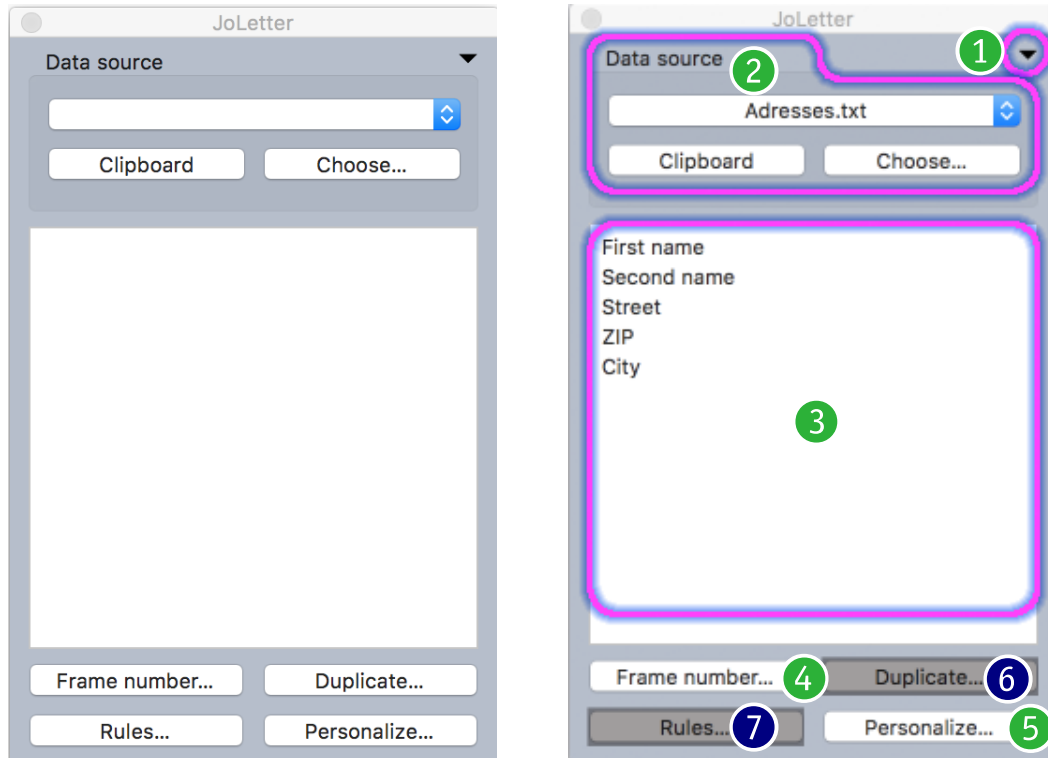 JoLetter
Data source
Clipboard Choose...
Frame number... Duplicate...
Rules... Personalize...
JoLetter
1
Data source 2
Adresses.txt
Clipboard Choose...
First name
Second name
Street
ZIP
City
3
Frame number... 4 Duplicate... 6
Rules... 7 Personalize... 5